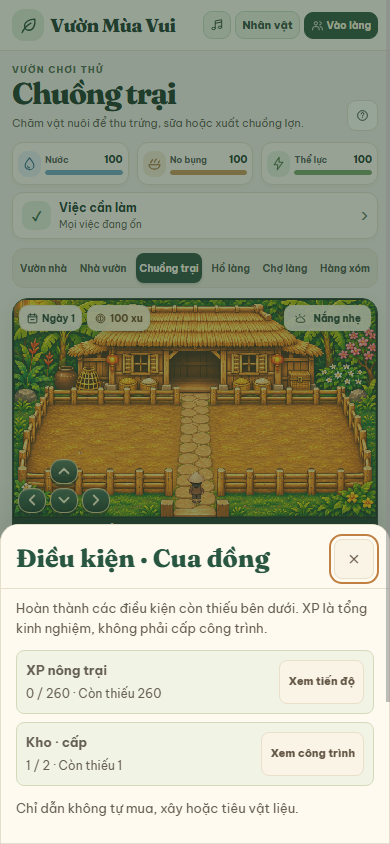 Vườn Mùa Vui
Nhân vật
Vào làng
VƯỜN CHƠI THỬ
Chuồng trại
Chăm vật nuôi để thu trứng, sữa hoặc xuất chuồng lợn.
Nước 100
No bụng 100
Thể lực 100
Việc cần làm
Mọi việc đang ổn
Vườn nhà
Nhà vườn
Chuồng trại
Hồ làng
Chợ làng
Hàng xóm
Ngày 1
100 xu
Nắng nhẹ
Điều kiện · Cua đồng
Hoàn thành các điều kiện còn thiếu bên dưới. XP là tổng
kinh nghiệm, không phải cấp công trình.
XP nông trại
0 / 260 · Còn thiếu 260
Xem tiến độ
Kho · cấp
1 / 2 · Còn thiếu 1
Xem công trình
Chỉ dẫn không tự mua, xây hoặc tiêu vật liệu.